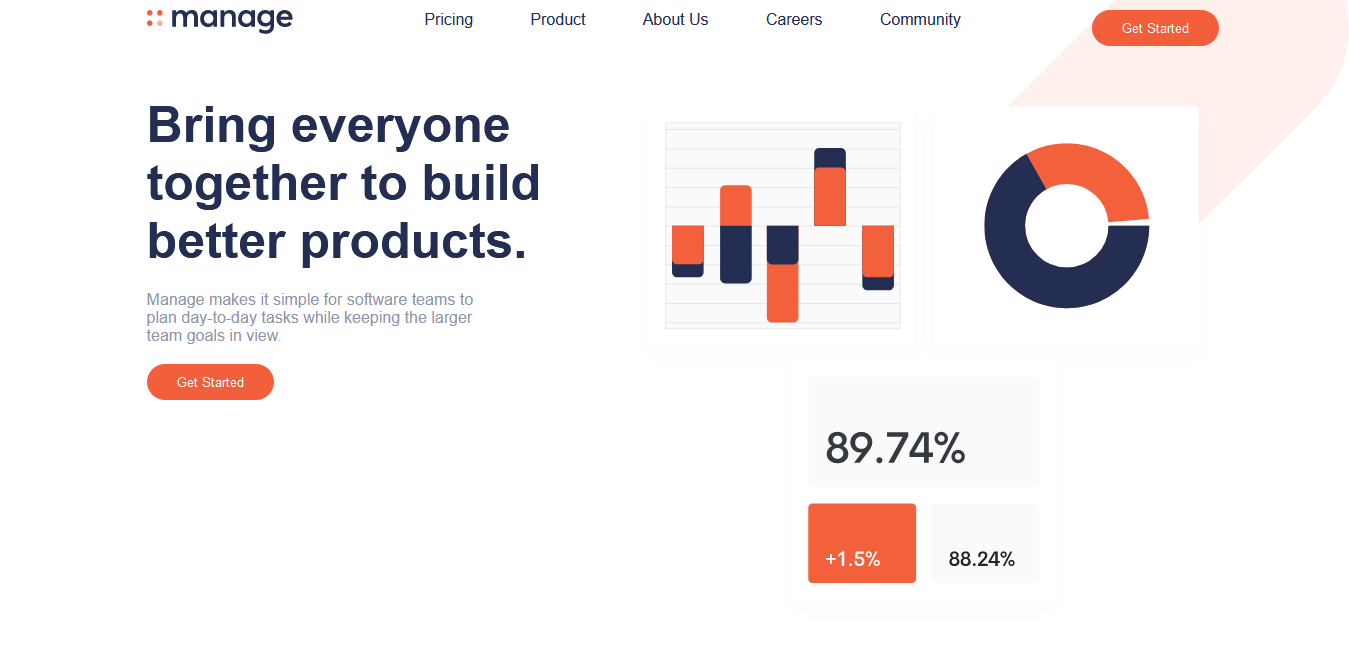 manage
Pricing
Product
About Us
Careers
Community
Get Started
Bring everyone
together to build
better products.
Manage makes it simple for software teams to
plan day-to-day tasks while keeping the larger
team goals in view.
Get Started
89.74%
+1.5%
88.24%